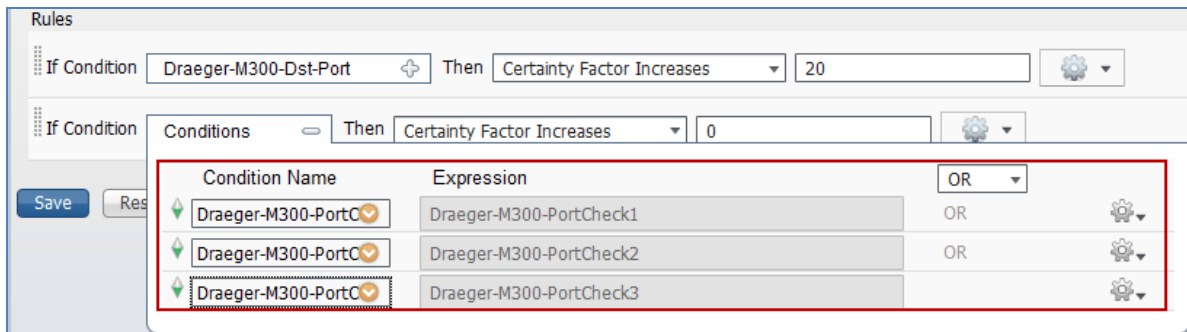 Rules
If Condition Draeger-M300-Dst-Port Then Certainty Factor Increases 20
If Condition Conditions Then Certainty Factor Increases 0
Condition Name Expression OR
Draeger-M300-PortC Draeger-M300-PortCheck1 OR
Draeger-M300-PortC Draeger-M300-PortCheck2 OR
Draeger-M300-PortC Draeger-M300-PortCheck3
Save Res